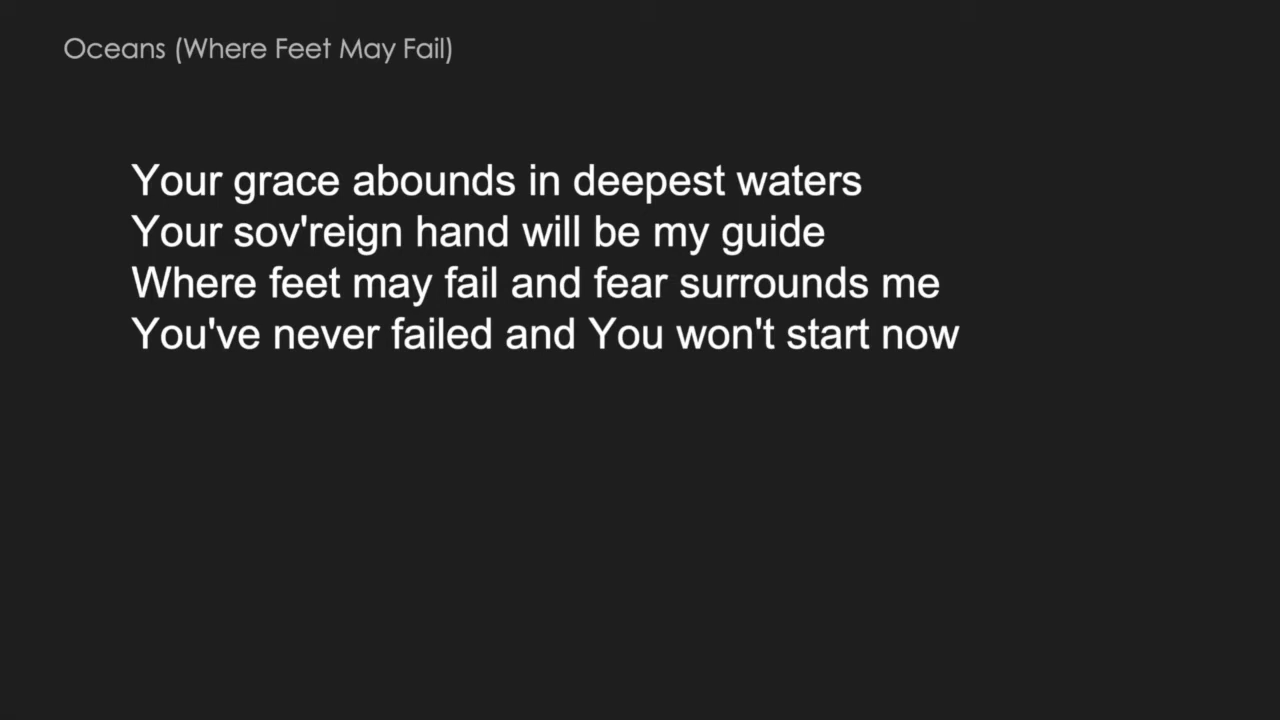 Oceans (Where Feet May Fail)
Your grace abounds in deepest waters
Your sov'reign hand will be my guide
Where feet may fail and fear surrounds me
You've never failed and You won't start now